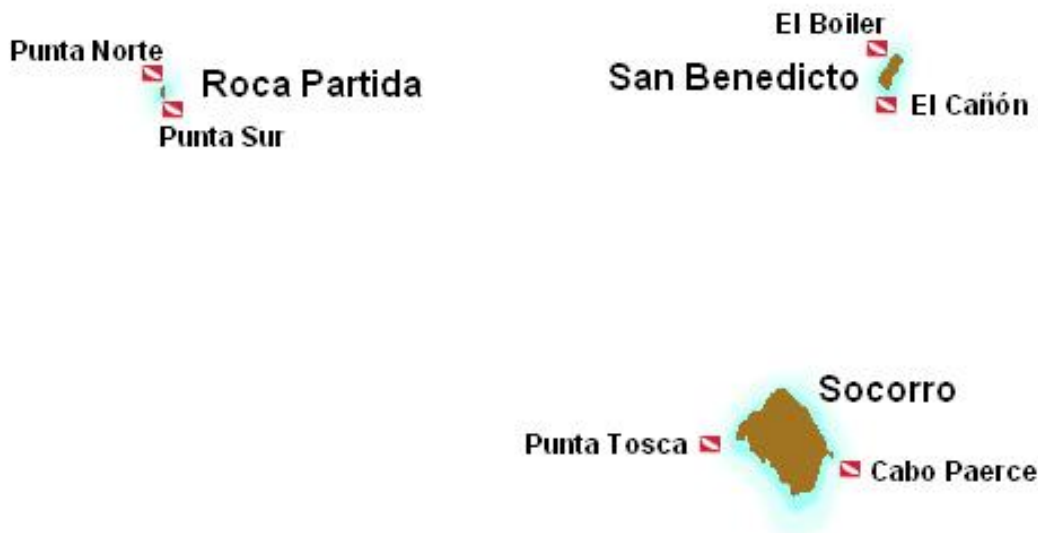 El Boiler
Punta Norte
Roca Partida
San Benedicto
El Cañón
Punta Sur
Socorro
Punta Tosca
Cabo Paerce